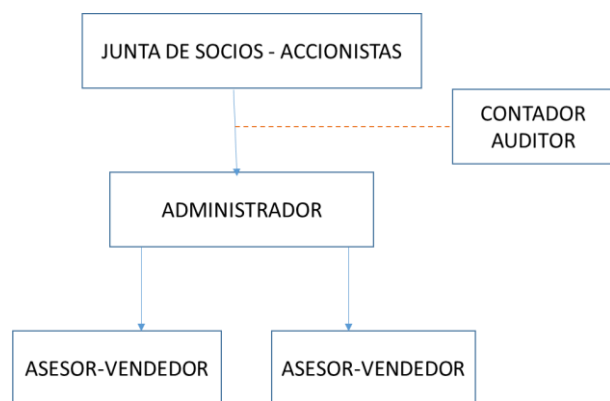 JUNTA DE SOCIOS - ACCIONISTAS
CONTADOR
AUDITOR
ADMINISTRADOR
ASESOR-VENDEDOR
ASESOR-VENDEDOR